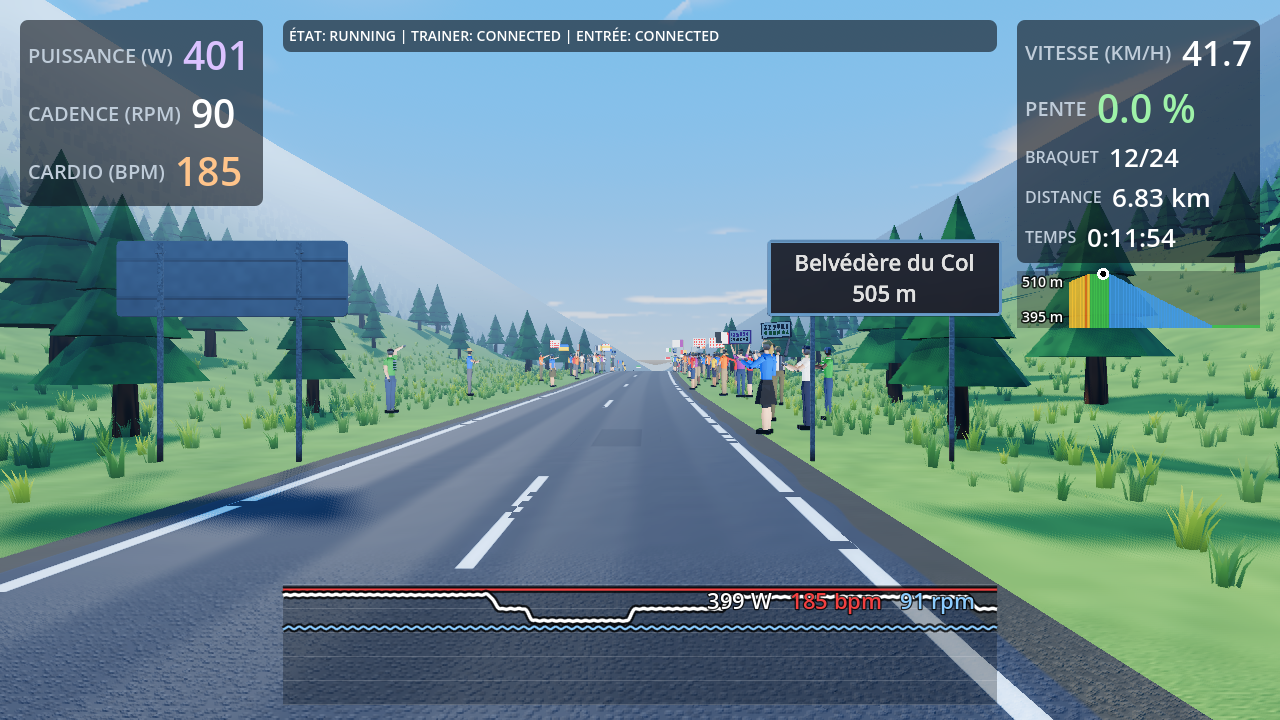 PUISSANCE (W) 401
CADENCE (RPM) 90
CARDIO (BPM) 185
ÉTAT: RUNNING | TRAINER: CONNECTED | ENTRÉE: CONNECTED
VITESSE (KM/H) 41.7
PENTE 0.0 %
BRAQUET 12/24
DISTANCE 6.83 km
TEMPS 0:11:54
510 m
395 m
Belvédère du Col
505 m
399 W 185 bpm 91 rpm